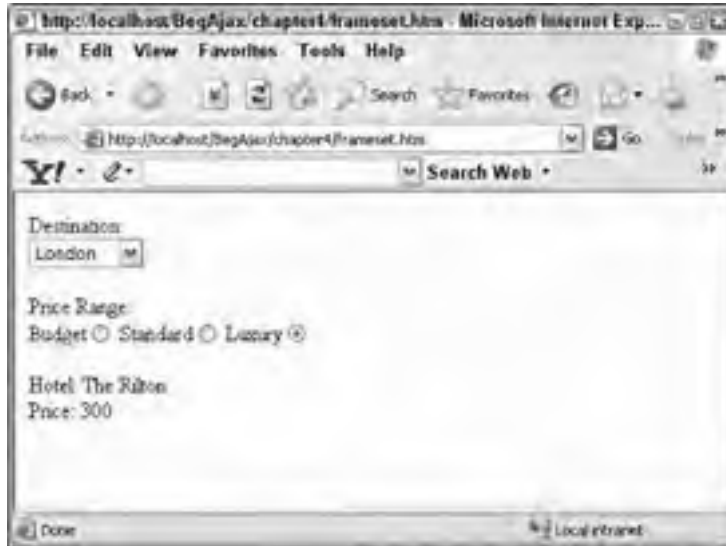 http://localhost/BegAjax/chapter4/frameset.htm - Microsoft Internet Exp...
File Edit View Favorites Tools Help
Back Search Favorites
http://localhost/BegAjax/chapter4/frameset.htm Go
Y! Search Web
Destination:
London
Price Range:
Budget Standard Luxury
Hotel: The Rilton
Price: 300
Done Local intranet